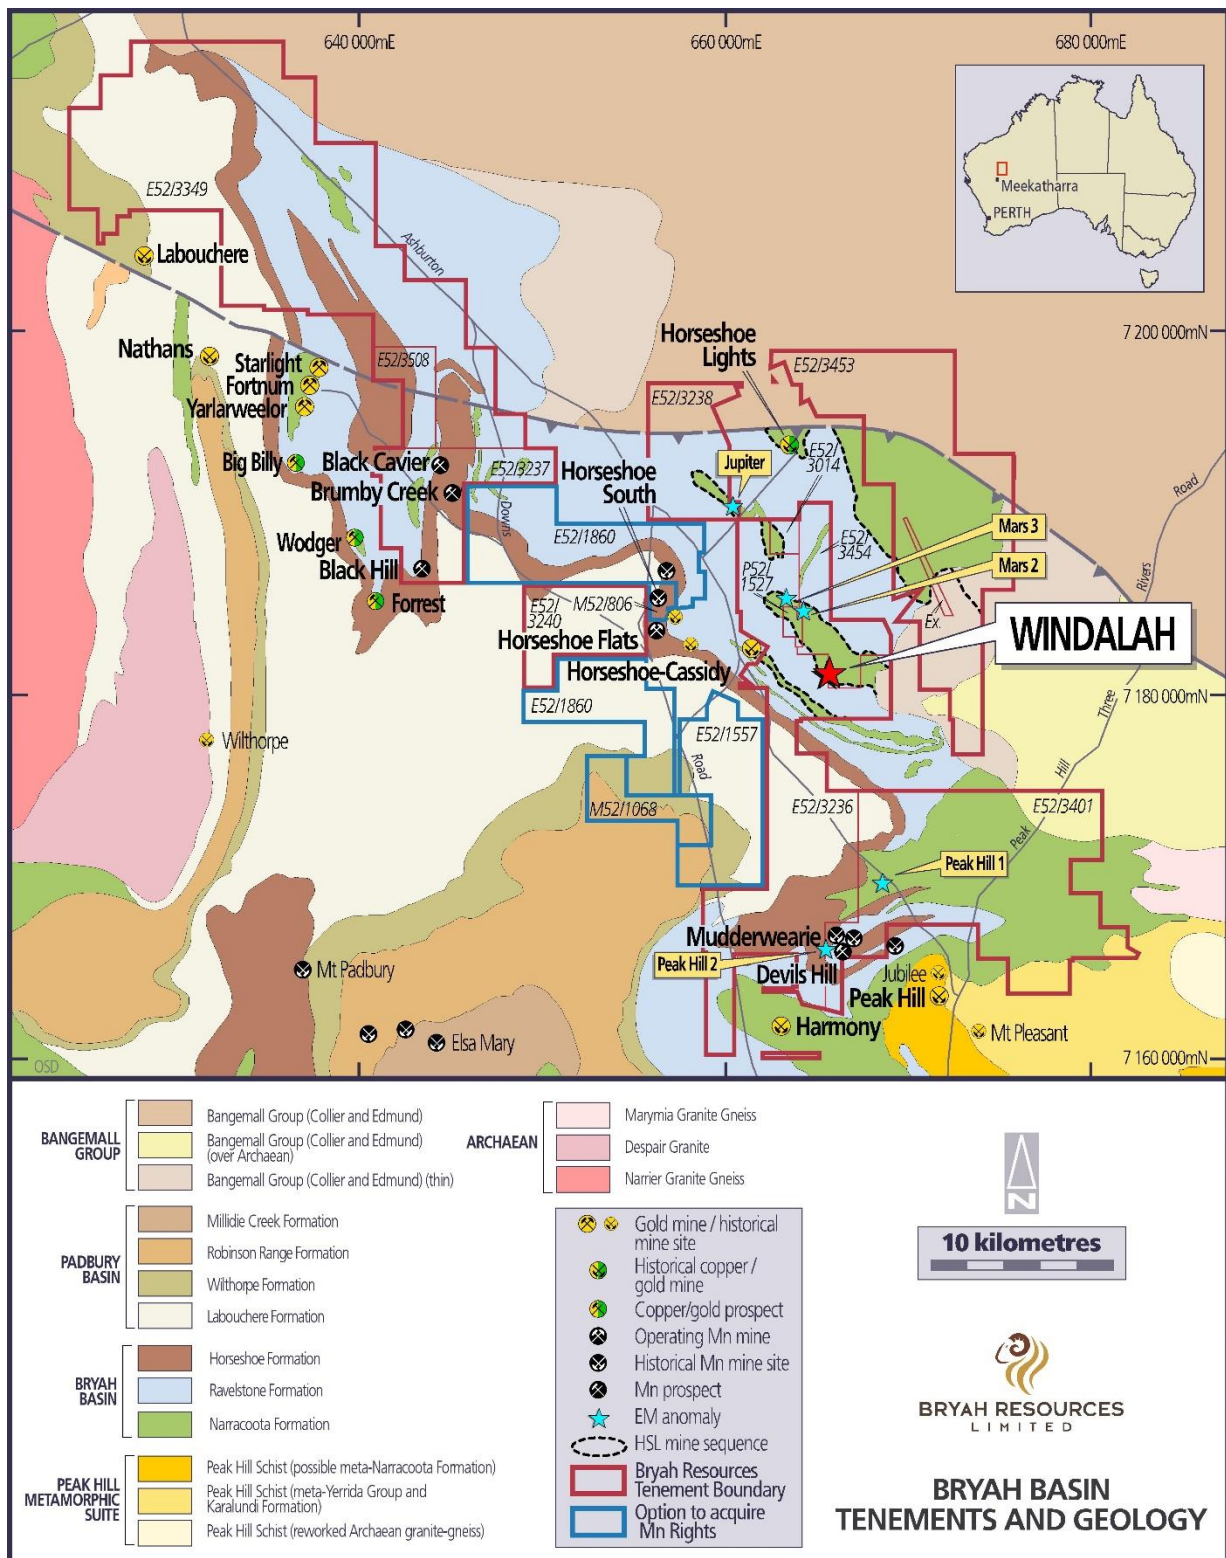 640 000mE
660 000mE
680 000mE
Meekatharra
PERTH
E52/3349
Labouchere
Ashburton
7 200 000mN
Horseshoe
Lights
E52/3453
Nathans
Starlight
Fortnum
Yarlarweelor
E52/3508
E52/3238
Big Billy
Black Cavier
Brumby Creek
E52/3237
Horseshoe
South
Jupiter
E52/
3014
Road
Downs
E52/1860
E52/
3454
Mars 3
Mars 2
Wodger
Black Hill
Forrest
P52/
1527
M52/806
E52/
3240
Horseshoe Flats
Horseshoe-Cassidy
Ex.
WINDALAH
Rivers
Three
7 180 000mN
E52/1860
E52/1557
Wilthorpe
Road
Hill
M52/1068
E52/3236
E52/3401
Peak
Peak Hill 1
Mudderwearie
Peak Hill 2
Devils Hill
Jubilee
Peak Hill
Mt Padbury
Harmony
Mt Pleasant
Elsa Mary
OSD
7 160 000mN
BANGEMALL
GROUP
Bangemall Group (Collier and Edmund)
Bangemall Group (Collier and Edmund)
(over Archaean)
Bangemall Group (Collier and Edmund) (thin)
PADBURY
BASIN
Millidie Creek Formation
Robinson Range Formation
Wilthorpe Formation
Labouchere Formation
BRYAH
BASIN
Horseshoe Formation
Ravelstone Formation
Narracoota Formation
PEAK HILL
METAMORPHIC
SUITE
Peak Hill Schist (possible meta-Narracoota Formation)
Peak Hill Schist (meta-Yerrida Group and
Karalundi Formation)
Peak Hill Schist (reworked Archaean granite-gneiss)
ARCHAEAN
Marymia Granite Gneiss
Despair Granite
Narrier Granite Gneiss
Gold mine / historical
mine site
Historical copper /
gold mine
Copper/gold prospect
Operating Mn mine
Historical Mn mine site
Mn prospect
EM anomaly
HSL mine sequence
Bryah Resources
Tenement Boundary
Option to acquire
Mn Rights
N
10 kilometres
BRYAH RESOURCES
LIMITED
BRYAH BASIN
TENEMENTS AND GEOLOGY